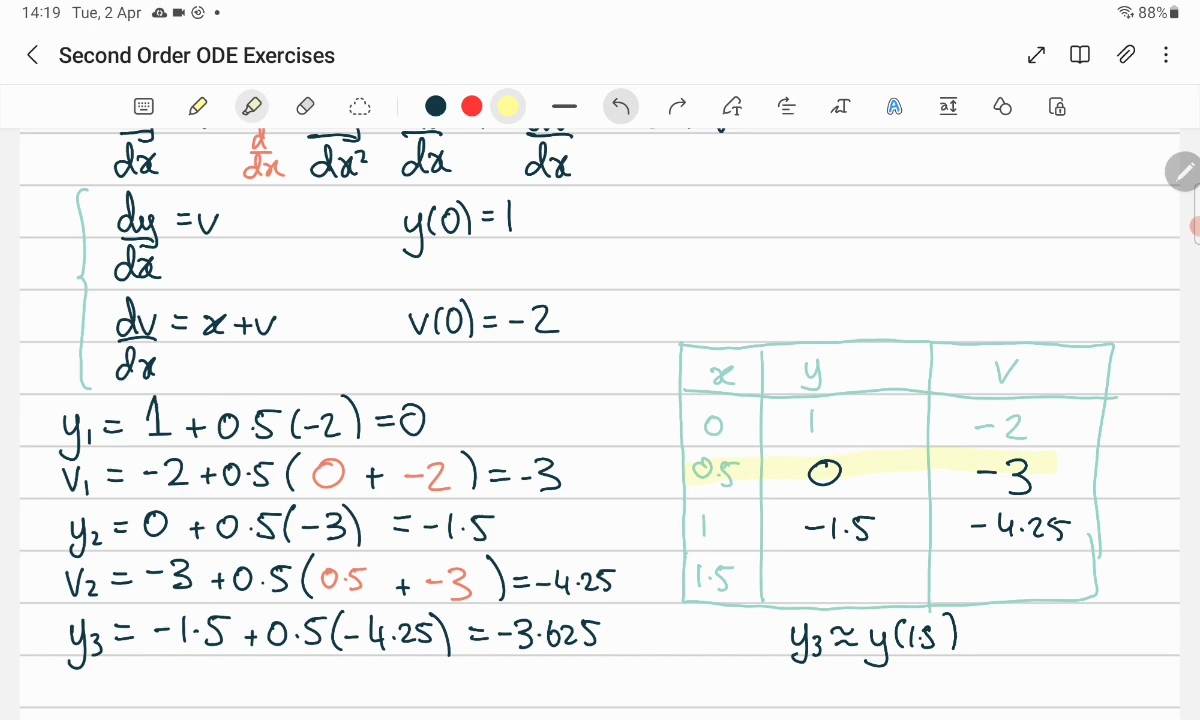 14:19 Tue, 2 Apr 88%
Second Order ODE Exercises
dx d/dx dx² dx dx
dy/dx = v y(0) = 1
dv/dx = x + v v(0) = -2
x y v
0 1 -2
0.5 0 -3
1 -1.5 -4.25
1.5
y₁ = 1 + 0.5(-2) = 0
v₁ = -2 + 0.5(0 + -2) = -3
y₂ = 0 + 0.5(-3) = -1.5
v₂ = -3 + 0.5(0.5 + -3) = -4.25
y₃ = -1.5 + 0.5(-4.25) = -3.625
y₃ ≈ y(1.5)